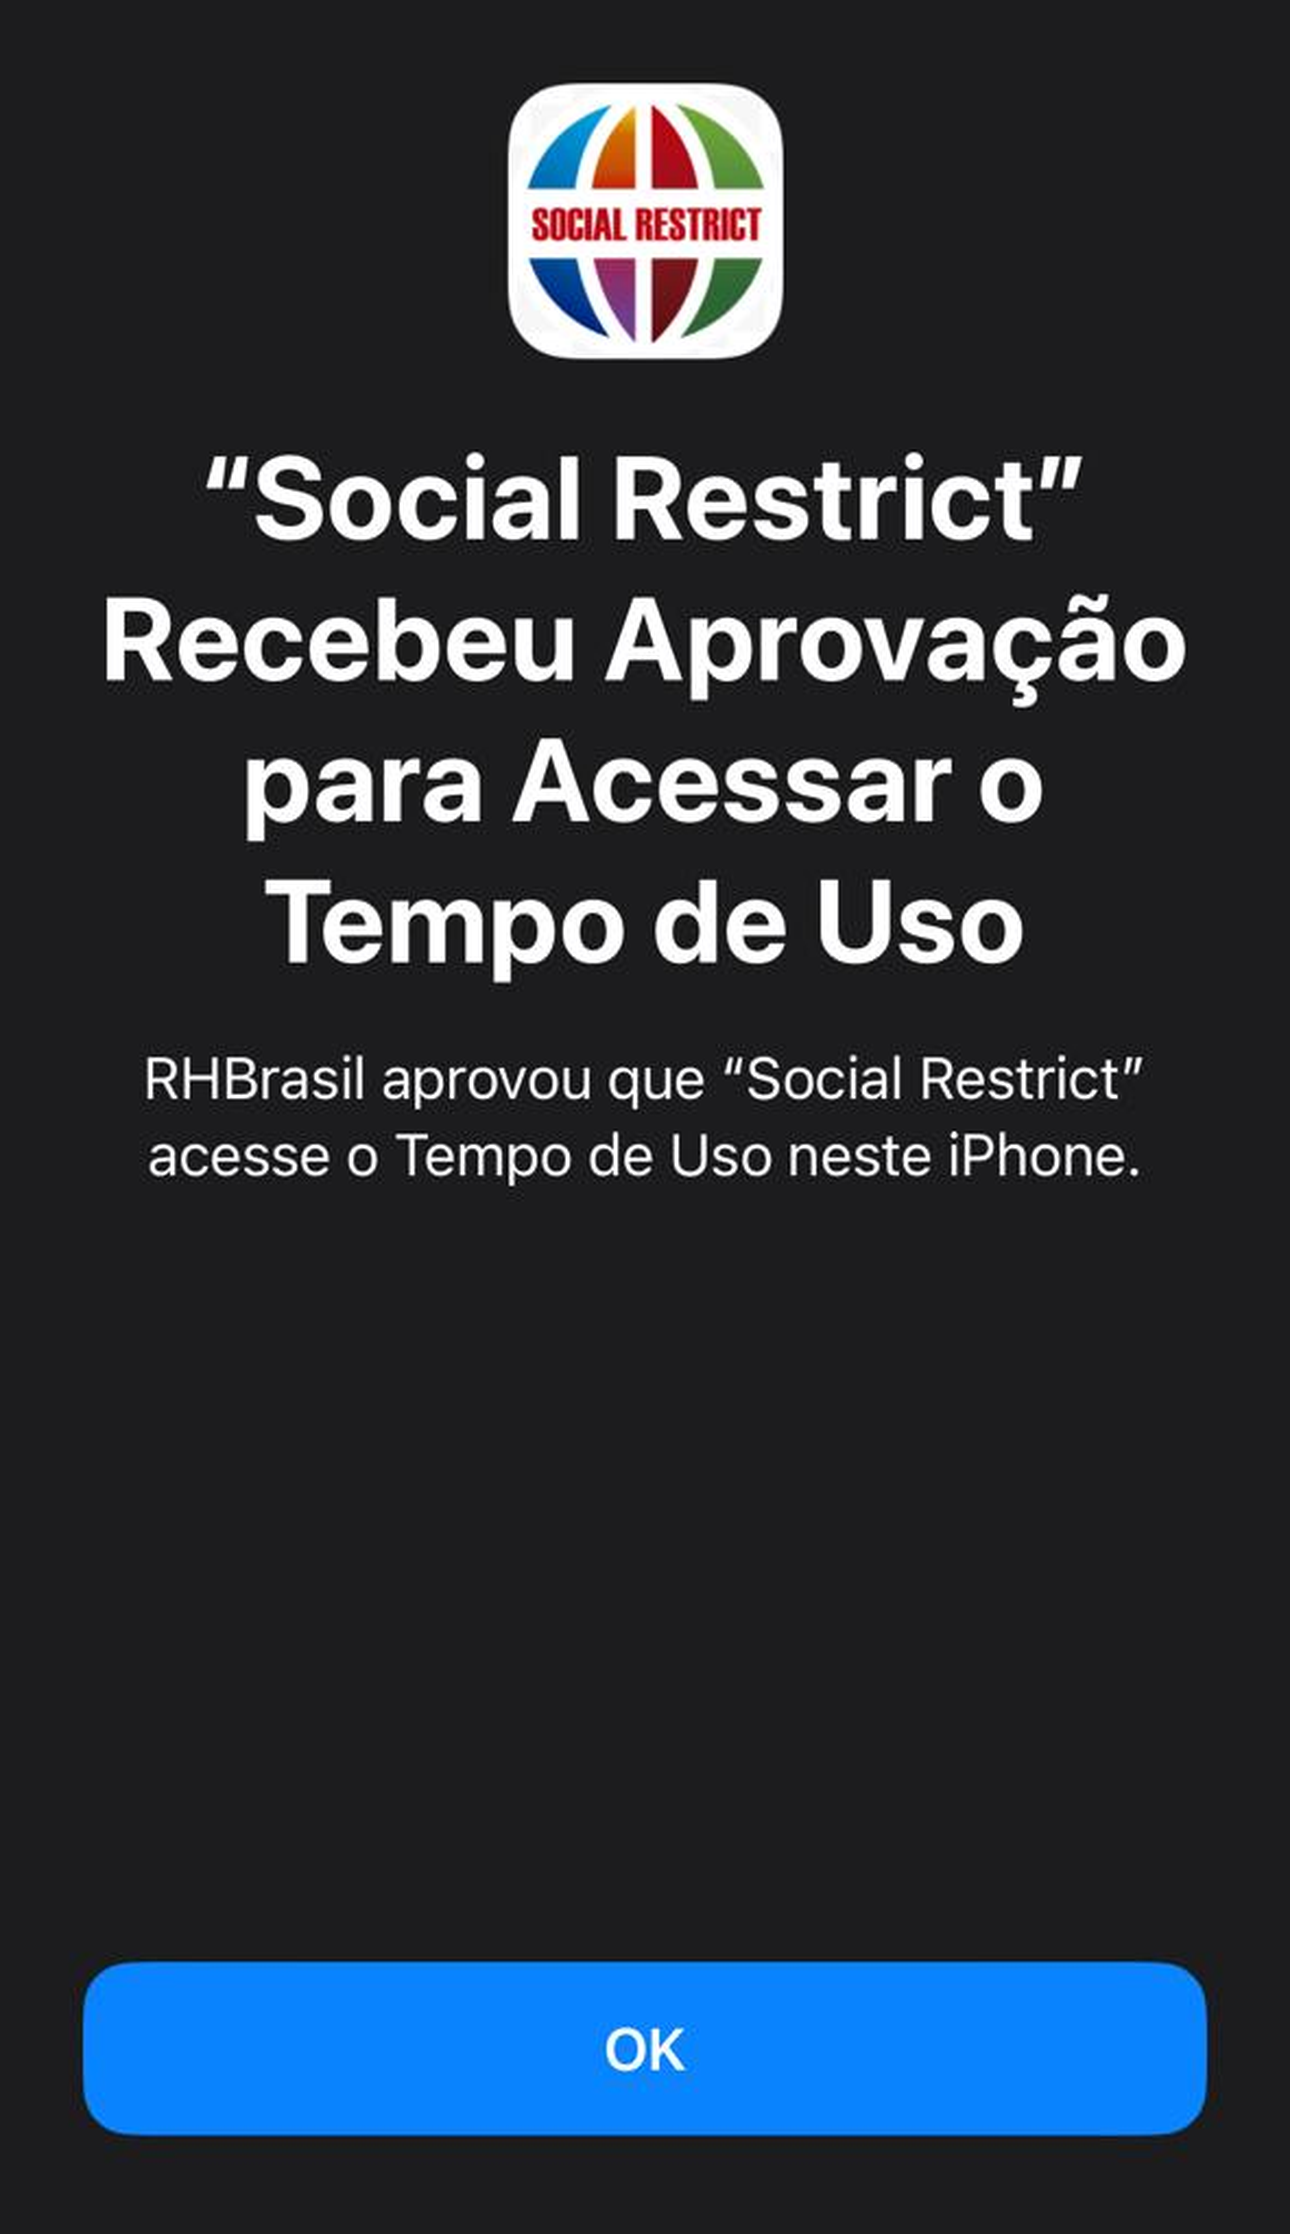 SOCIAL RESTRICT
“Social Restrict”
Recebeu Aprovação
para Acessar o
Tempo de Uso
RHBrasil aprovou que “Social Restrict”
acesse o Tempo de Uso neste iPhone.
OK